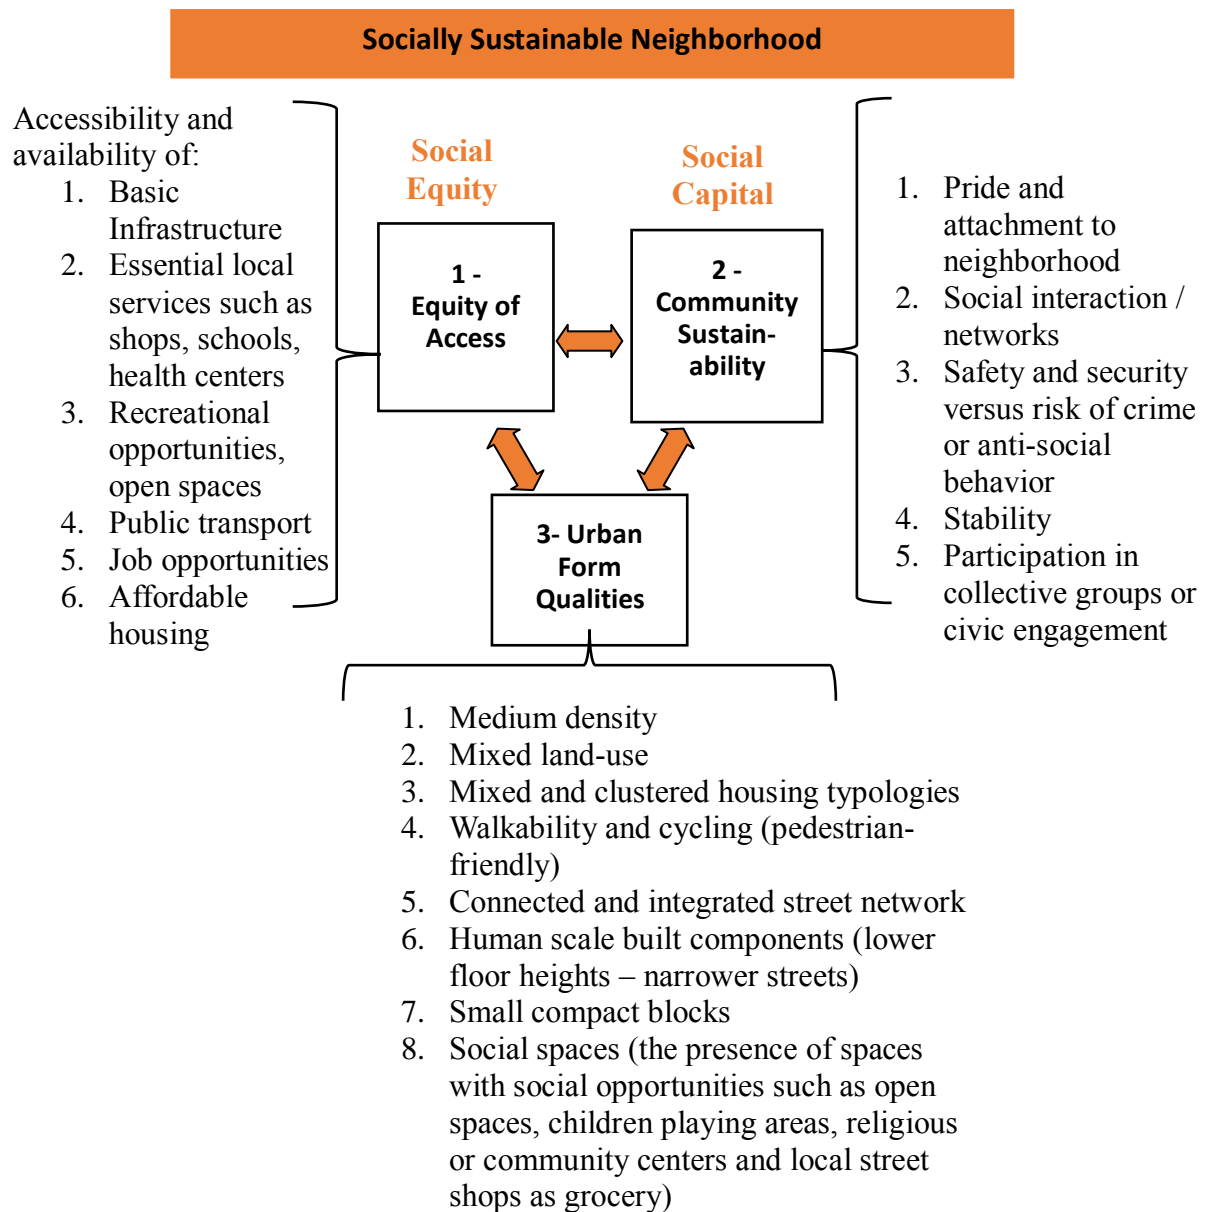 Socially Sustainable Neighborhood
Accessibility and
availability of:
1. Basic
Infrastructure
2. Essential local
services such as
shops, schools,
health centers
3. Recreational
opportunities,
open spaces
4. Public transport
5. Job opportunities
6. Affordable
housing
Social
Equity
1 -
Equity of
Access
Social
Capital
2 -
Community
Sustain-
ability
1. Pride and
attachment to
neighborhood
2. Social interaction /
networks
3. Safety and security
versus risk of crime
or anti-social
behavior
4. Stability
5. Participation in
collective groups or
civic engagement
3- Urban
Form
Qualities
1. Medium density
2. Mixed land-use
3. Mixed and clustered housing typologies
4. Walkability and cycling (pedestrian-
friendly)
5. Connected and integrated street network
6. Human scale built components (lower
floor heights – narrower streets)
7. Small compact blocks
8. Social spaces (the presence of spaces
with social opportunities such as open
spaces, children playing areas, religious
or community centers and local street
shops as grocery)